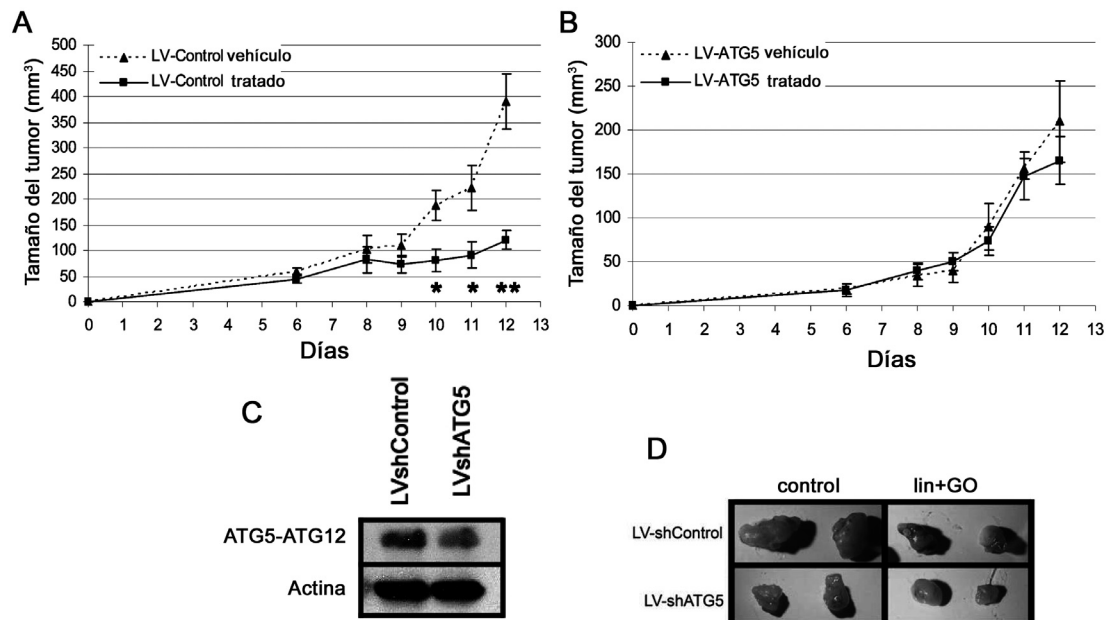 A
Tamaño del tumor (mm³)
500
450
400
350
300
250
200
150
100
50
0
LV-Control vehículo
LV-Control tratado
* * **
0 1 2 3 4 5 6 7 8 9 10 11 12 13
Días
B
Tamaño del tumor (mm³)
300
250
200
150
100
50
0
LV-ATG5 vehículo
LV-ATG5 tratado
0 1 2 3 4 5 6 7 8 9 10 11 12 13
Días
C
LVshControl
LVshATG5
ATG5-ATG12
Actina
D
control lin+GO
LV-shControl
LV-shATG5